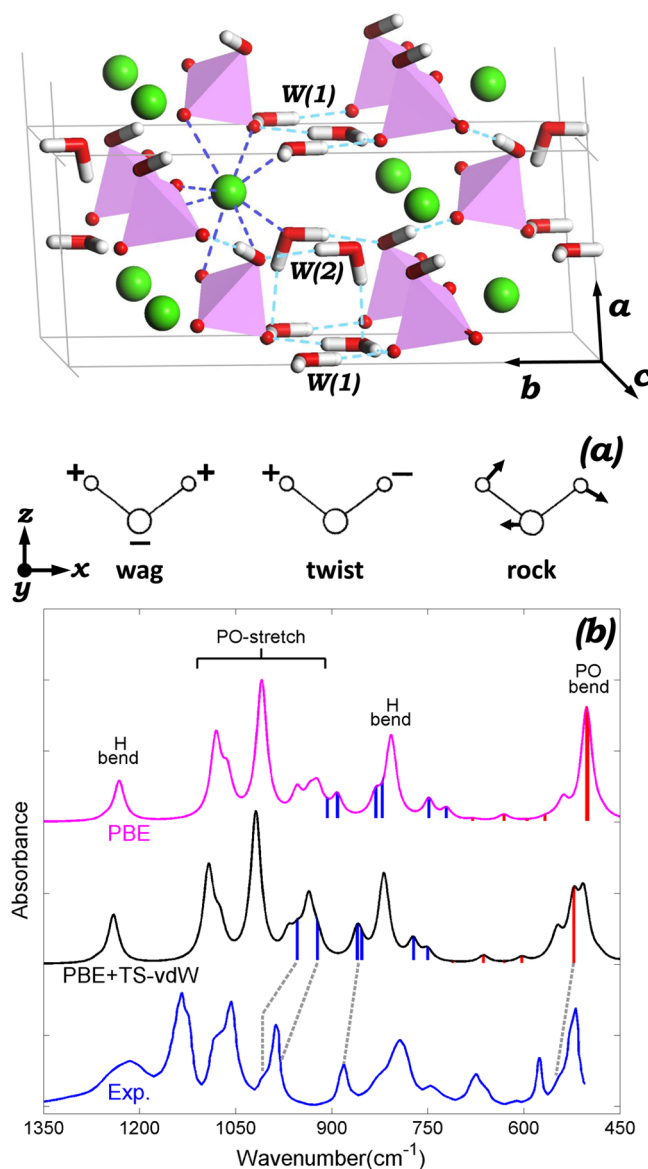 W(1)
W(2)
W(1)
a
b
c
(a)
+ +
–
+ –
z
x
y
wag twist rock
(b)
PO-stretch
PO
bend
H
bend
H
bend
PBE
PBE+TS-vdW
Exp.
Absorbance
1350 1200 1050 900 750 600 450
Wavenumber(cm⁻¹)